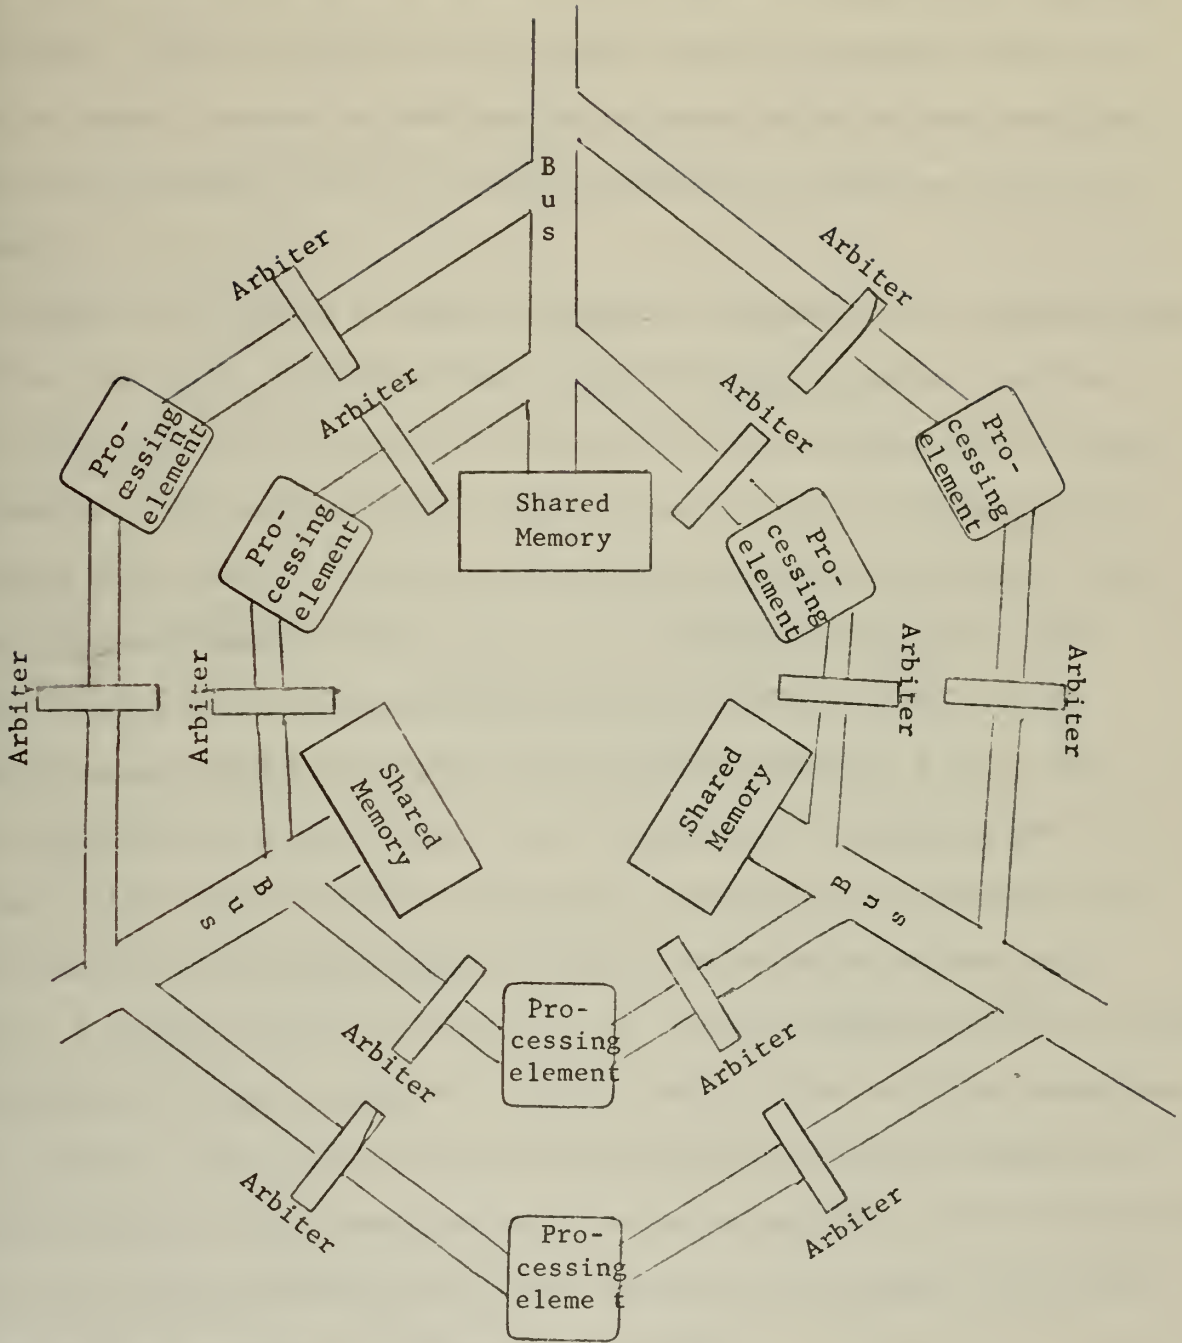 B
u
s
Arbiter
Arbiter
Arbiter
Arbiter
Pro-
cessing
n
element
Pro-
cessing
element
Shared
Memory
Pro-
cessing
element
Pro-
cessing
element
Arbiter
Arbiter
Arbiter
Arbiter
Shared
Memory
Shared
Memory
B
u
s
B
u
s
Arbiter
Pro-
cessing
element
Arbiter
Arbiter
Pro-
cessing
eleme t
Arbiter